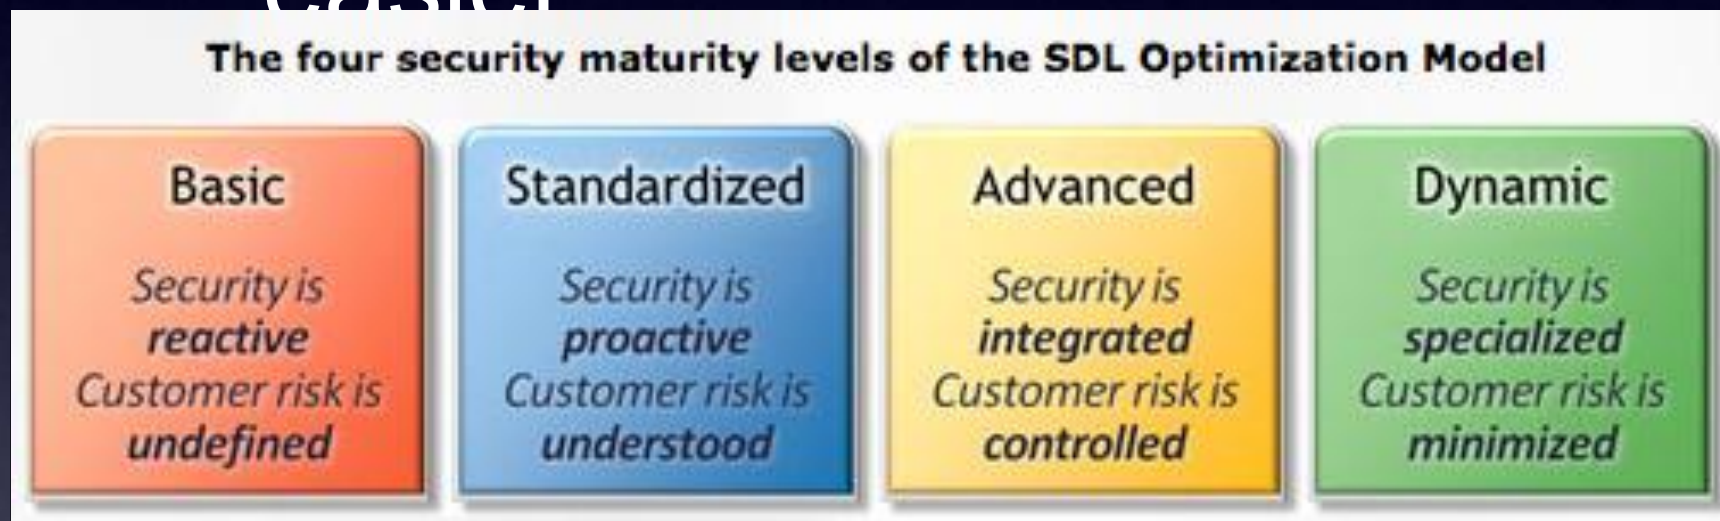 easier
The four security maturity levels of the SDL Optimization Model
Basic
Security is
reactive
Customer risk is
undefined
Standardized
Security is
proactive
Customer risk is
understood
Advanced
Security is
integrated
Customer risk is
controlled
Dynamic
Security is
specialized
Customer risk is
minimized